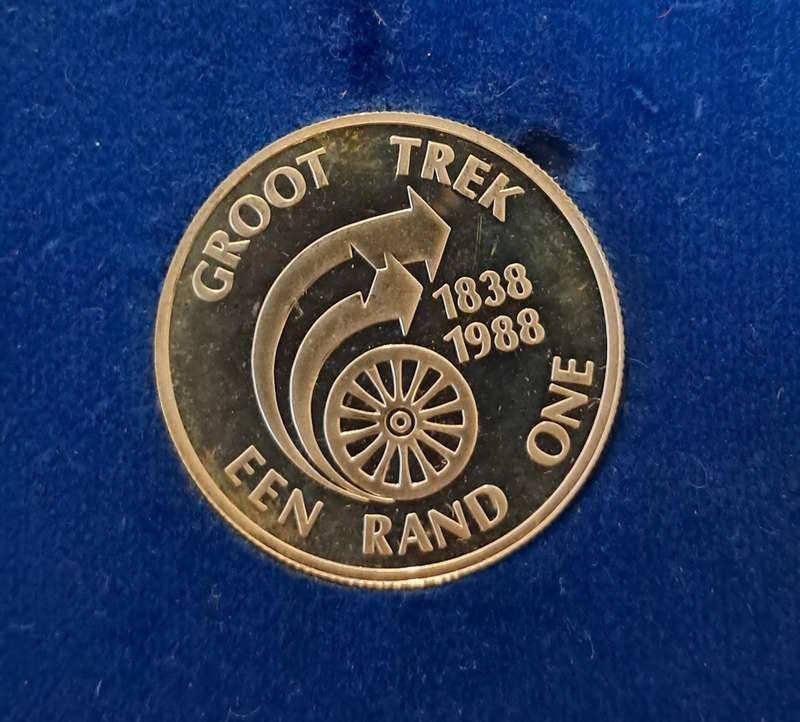 GROOT TREK
1838
1988
EEN RAND ONE